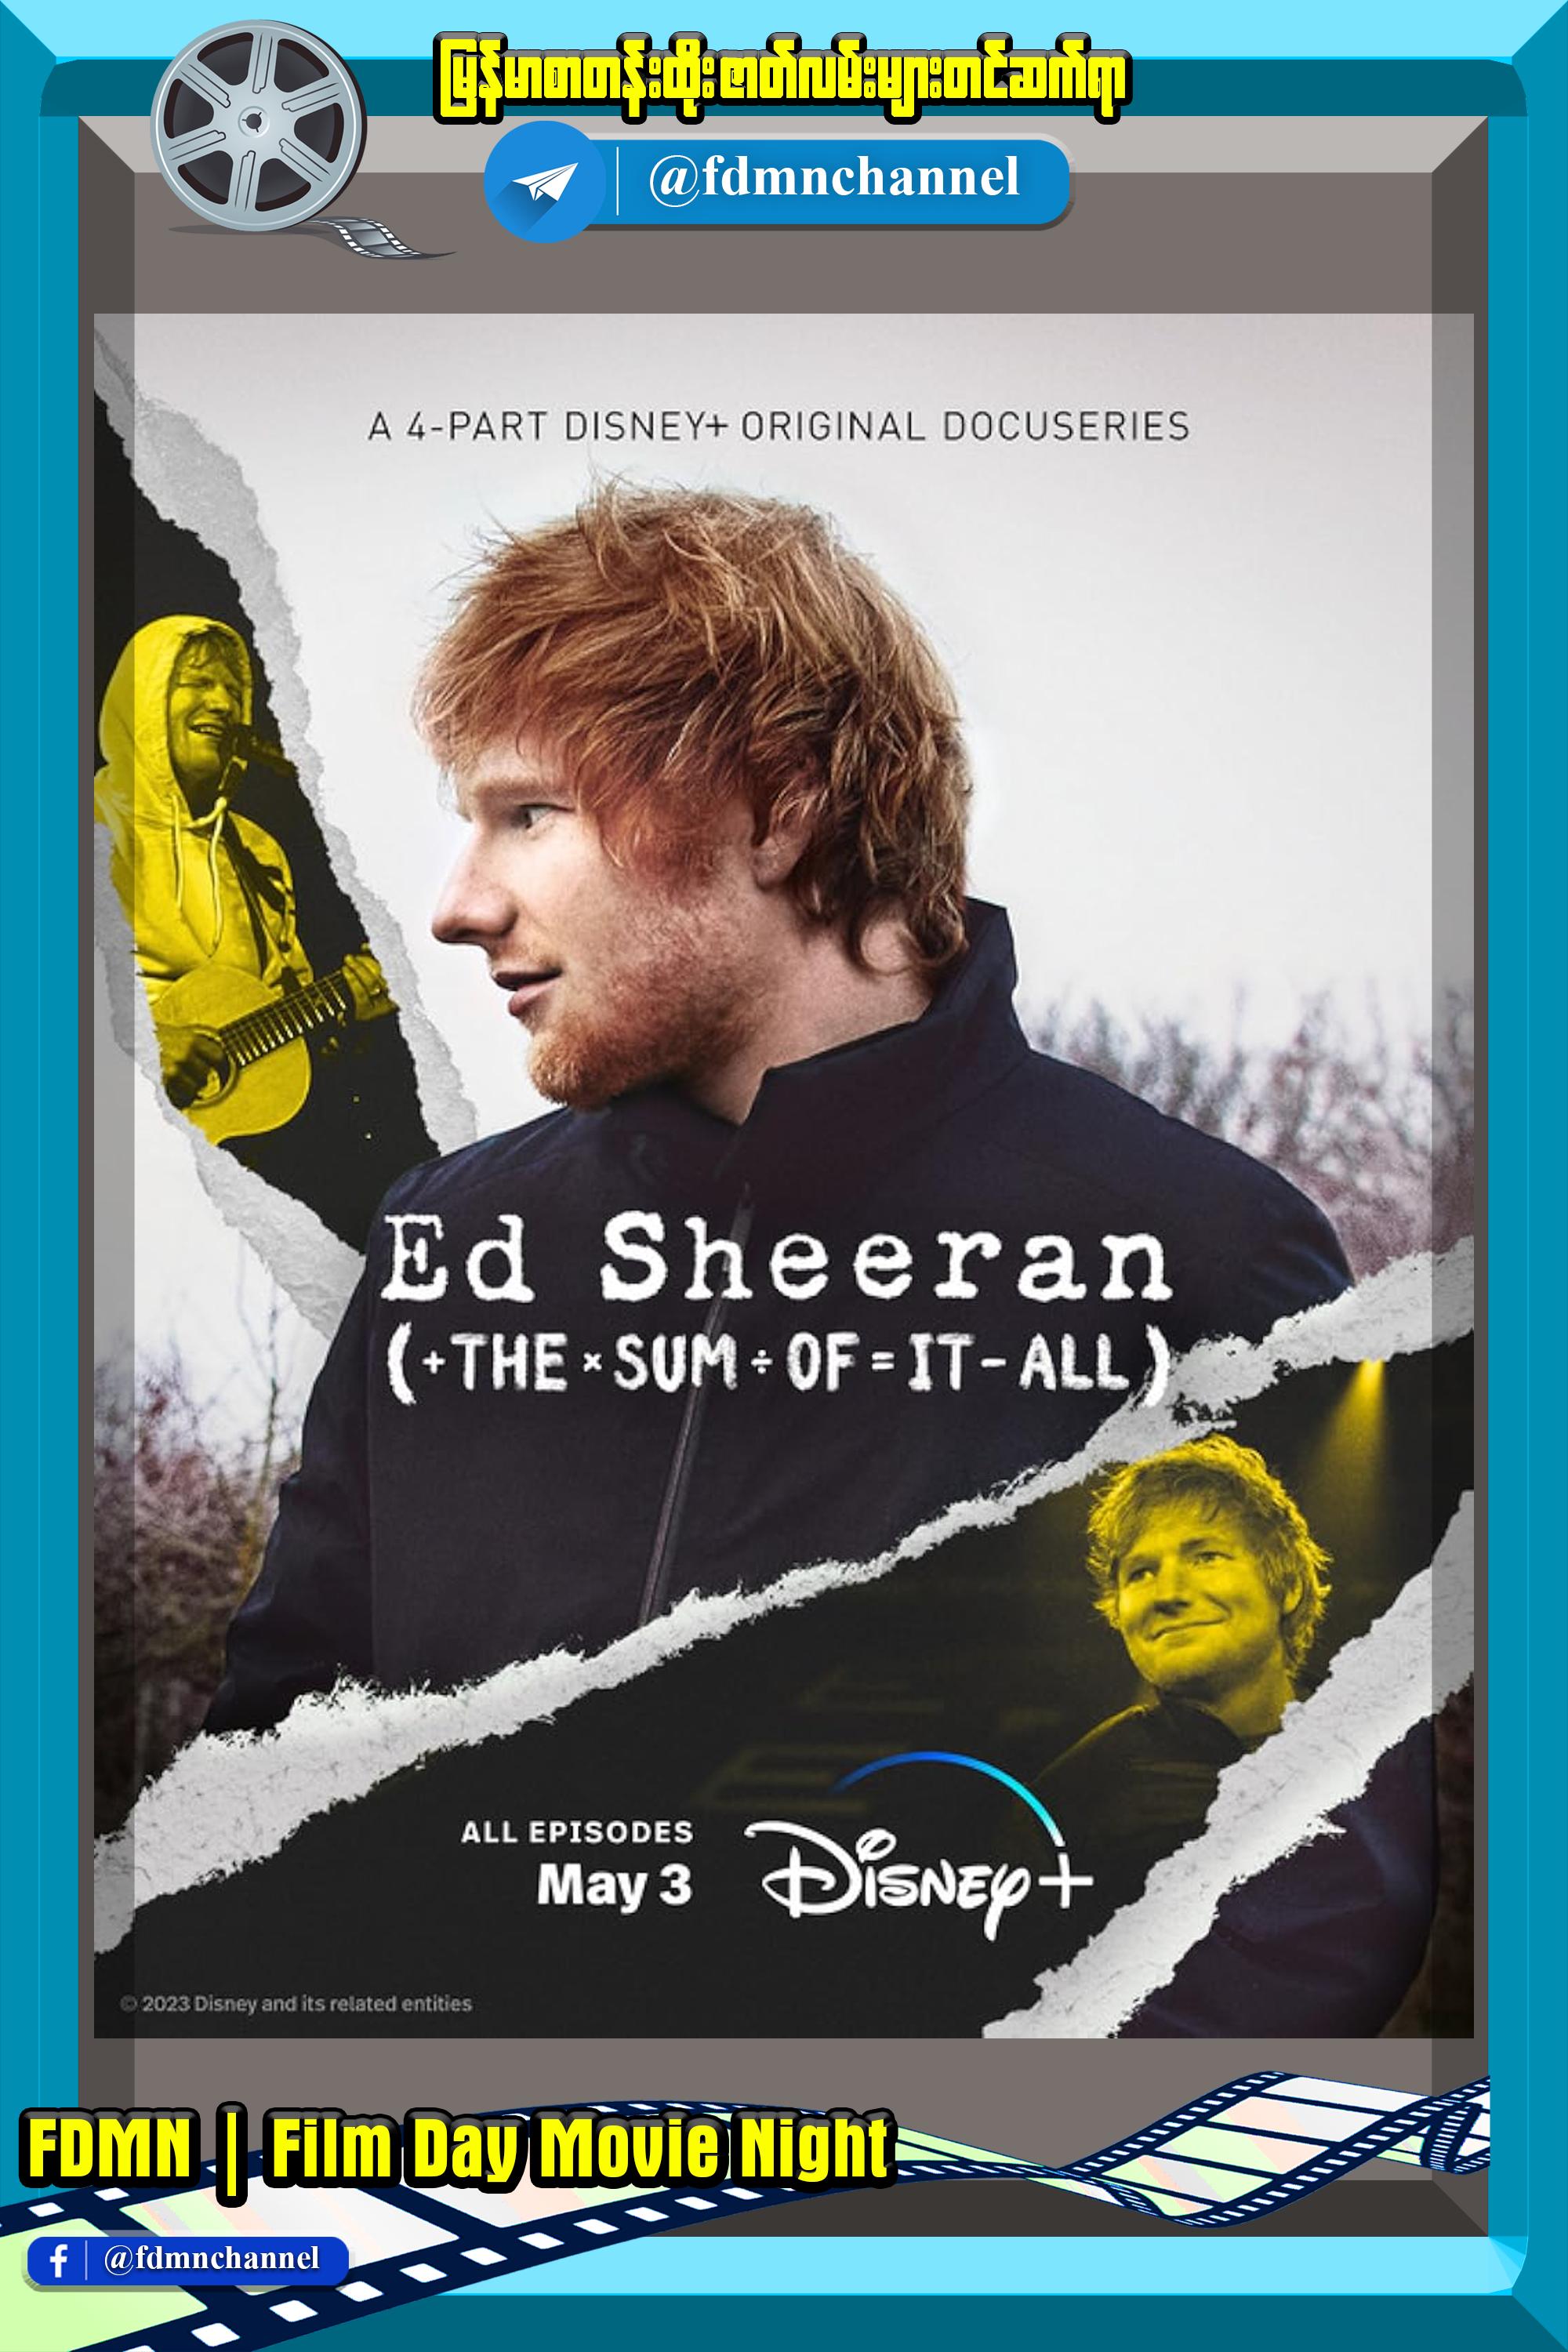 မြန်မာစာတန်းထိုးဇာတ်လမ်းများတင်ဆက်ရာ
@fdmnchannel
A 4-PART DISNEY+ ORIGINAL DOCUSERIES
Ed Sheeran
(+THE×SUM÷OF=IT-ALL)
ALL EPISODES
May 3
Disney+
© 2023 Disney and its related entities
FDMN | Film Day Movie Night
@fdmnchannel